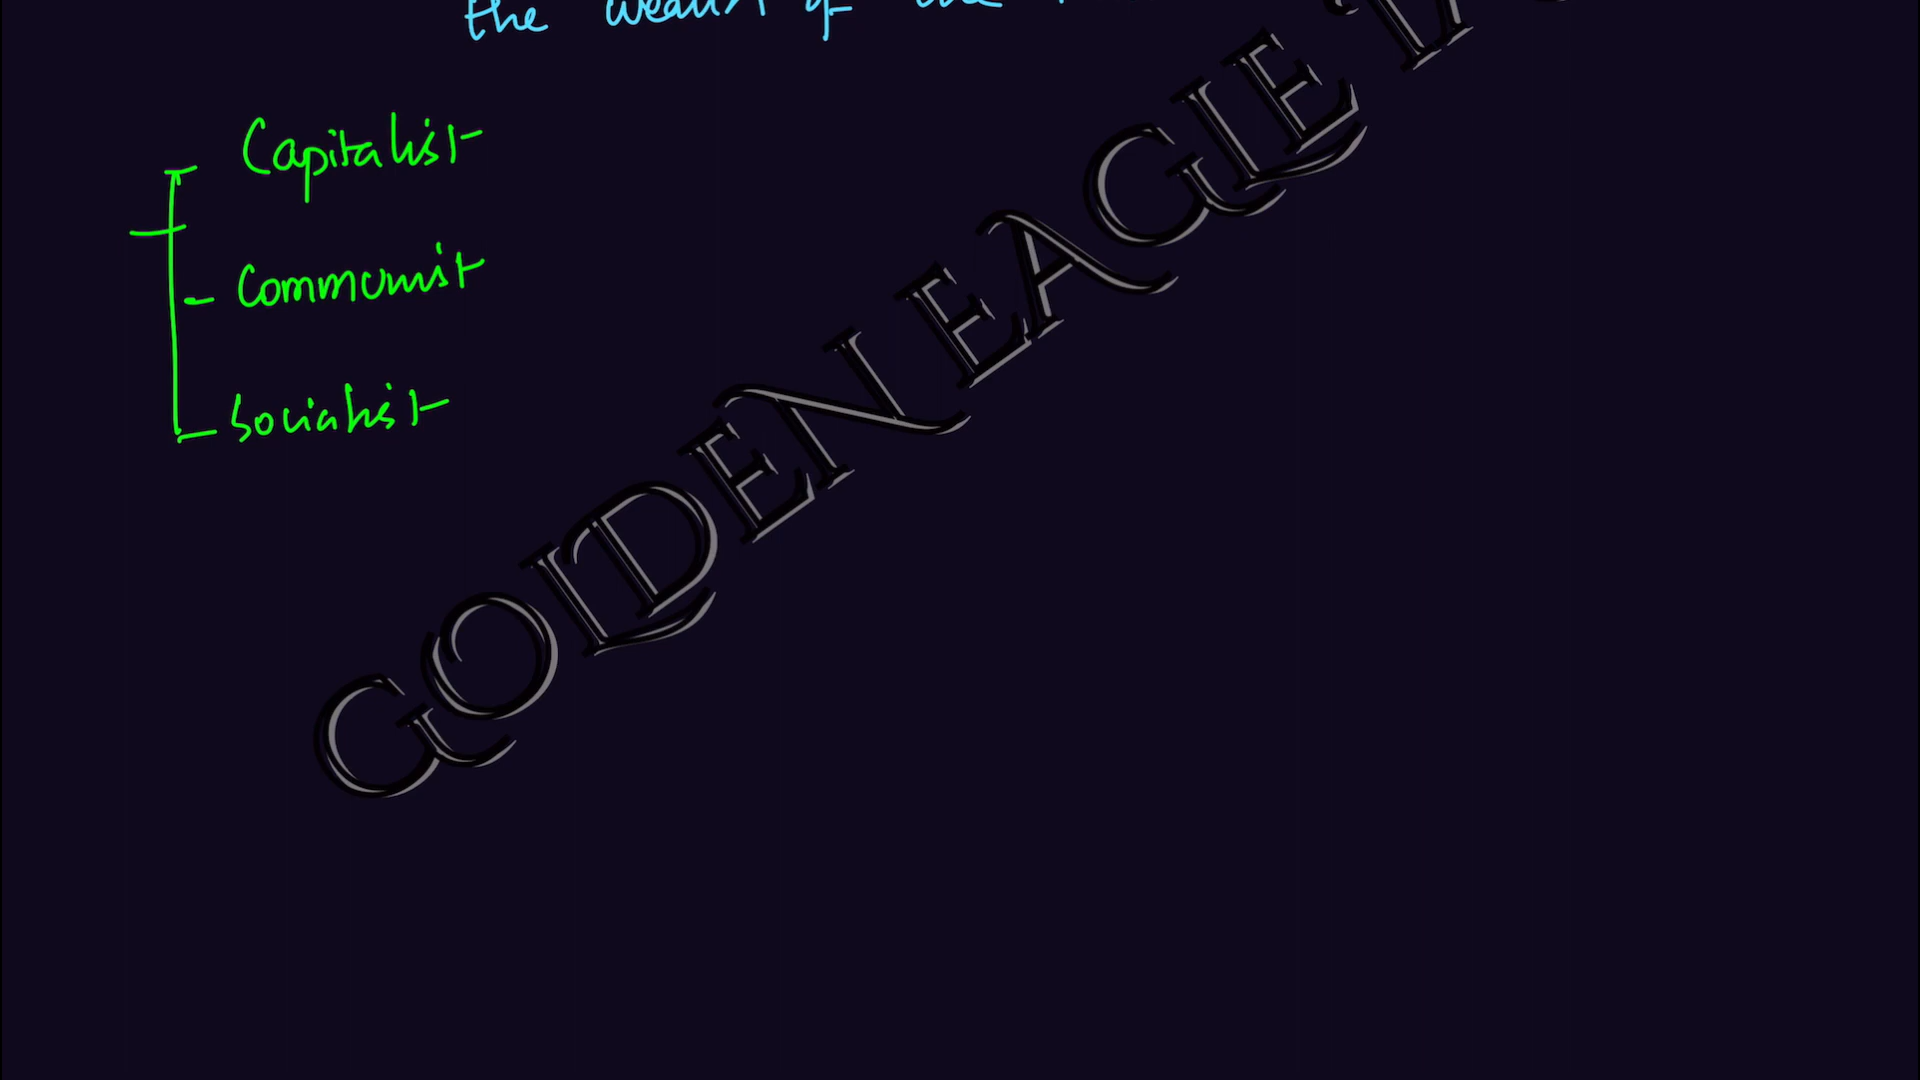 the wealth of the
Capitalist
- Communist
- Socialist
GOLDEN EAGLE